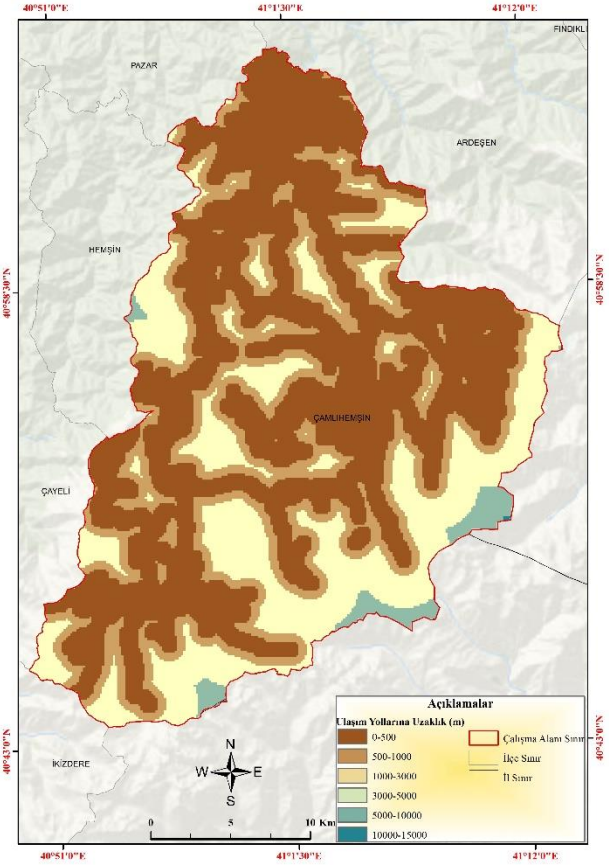 40°51'0"E 41°1'30"E 41°12'0"E
FINDIKLI
PAZAR
ARDEŞEN
HEMŞİN
40°58'30"N 40°58'30"N
ÇAMLIHEMŞİN
ÇAYELİ
Açıklamalar
Ulaşım Yollarına Uzaklık (m)
0-500
500-1000
1000-3000
3000-5000
5000-10000
10000-15000
Çalışma Alanı Sınırı
İlçe Sınır
İl Sınır
40°43'0"N 40°43'0"N
İKİZDERE
N
W E
S
0 5 10 Km
40°51'0"E 41°1'30"E 41°12'0"E